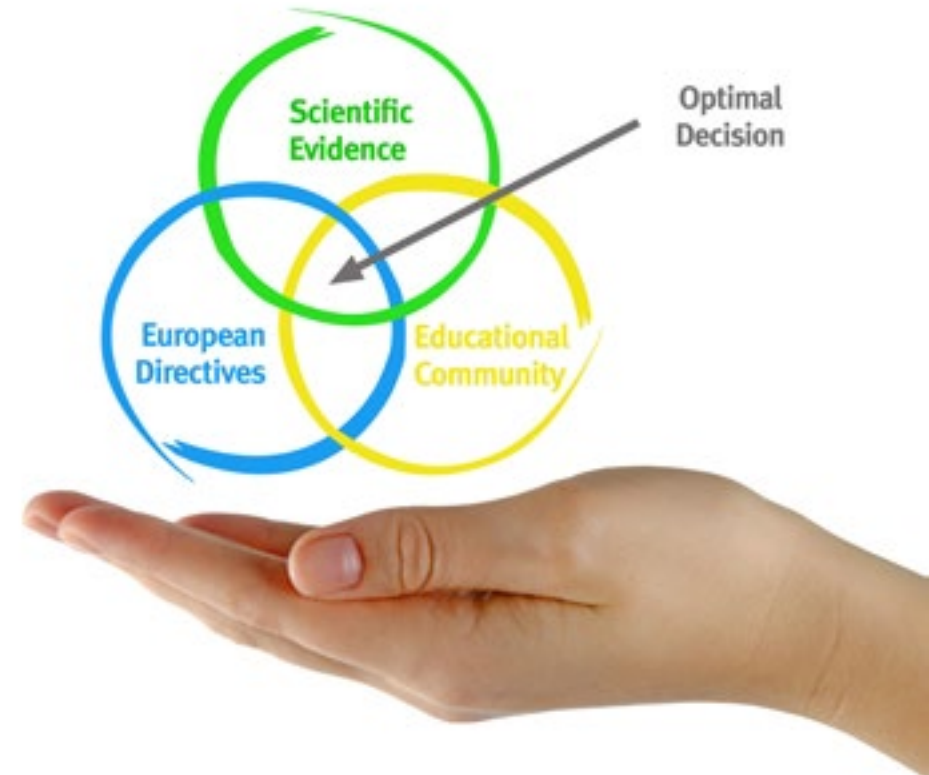 Scientific
Evidence
Optimal
Decision
European
Directives
Educational
Community